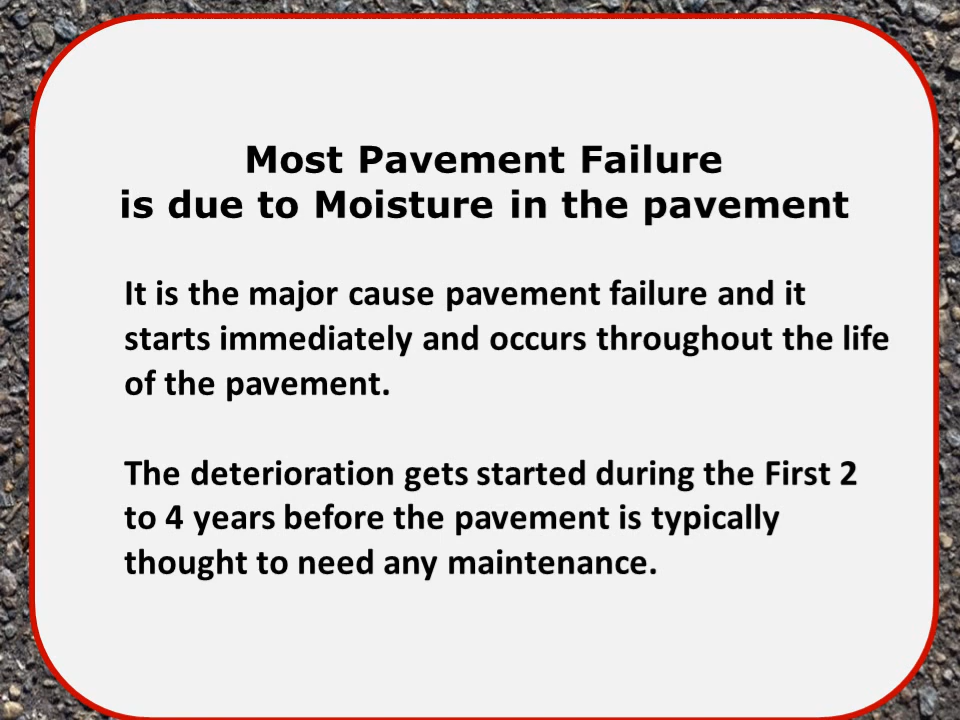 Most Pavement Failure
is due to Moisture in the pavement
It is the major cause pavement failure and it
starts immediately and occurs throughout the life
of the pavement.
The deterioration gets started during the First 2
to 4 years before the pavement is typically
thought to need any maintenance.